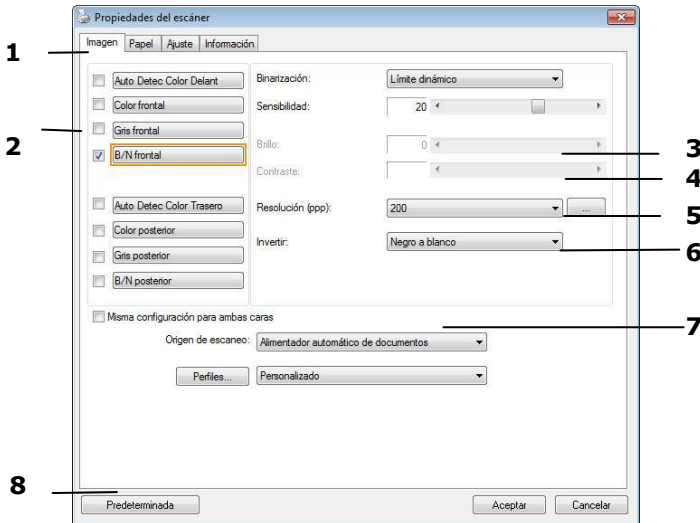 Propiedades del escáner
Imagen Papel Ajuste Información
1
Auto Detec Color Delant
Binarización: Límite dinámico
Color frontal
Sensibilidad: 20
2
Gris frontal
Brillo: 0
3
B/N frontal
Contraste:
4
Auto Detec Color Trasero
Resolución (ppp): 200 ...
5
Color posterior
Invertir: Negro a blanco
6
Gris posterior
B/N posterior
Misma configuración para ambas caras
7
Origen de escaneo: Alimentador automático de documentos
Perfiles... Personalizado
8
Predeterminada Aceptar Cancelar